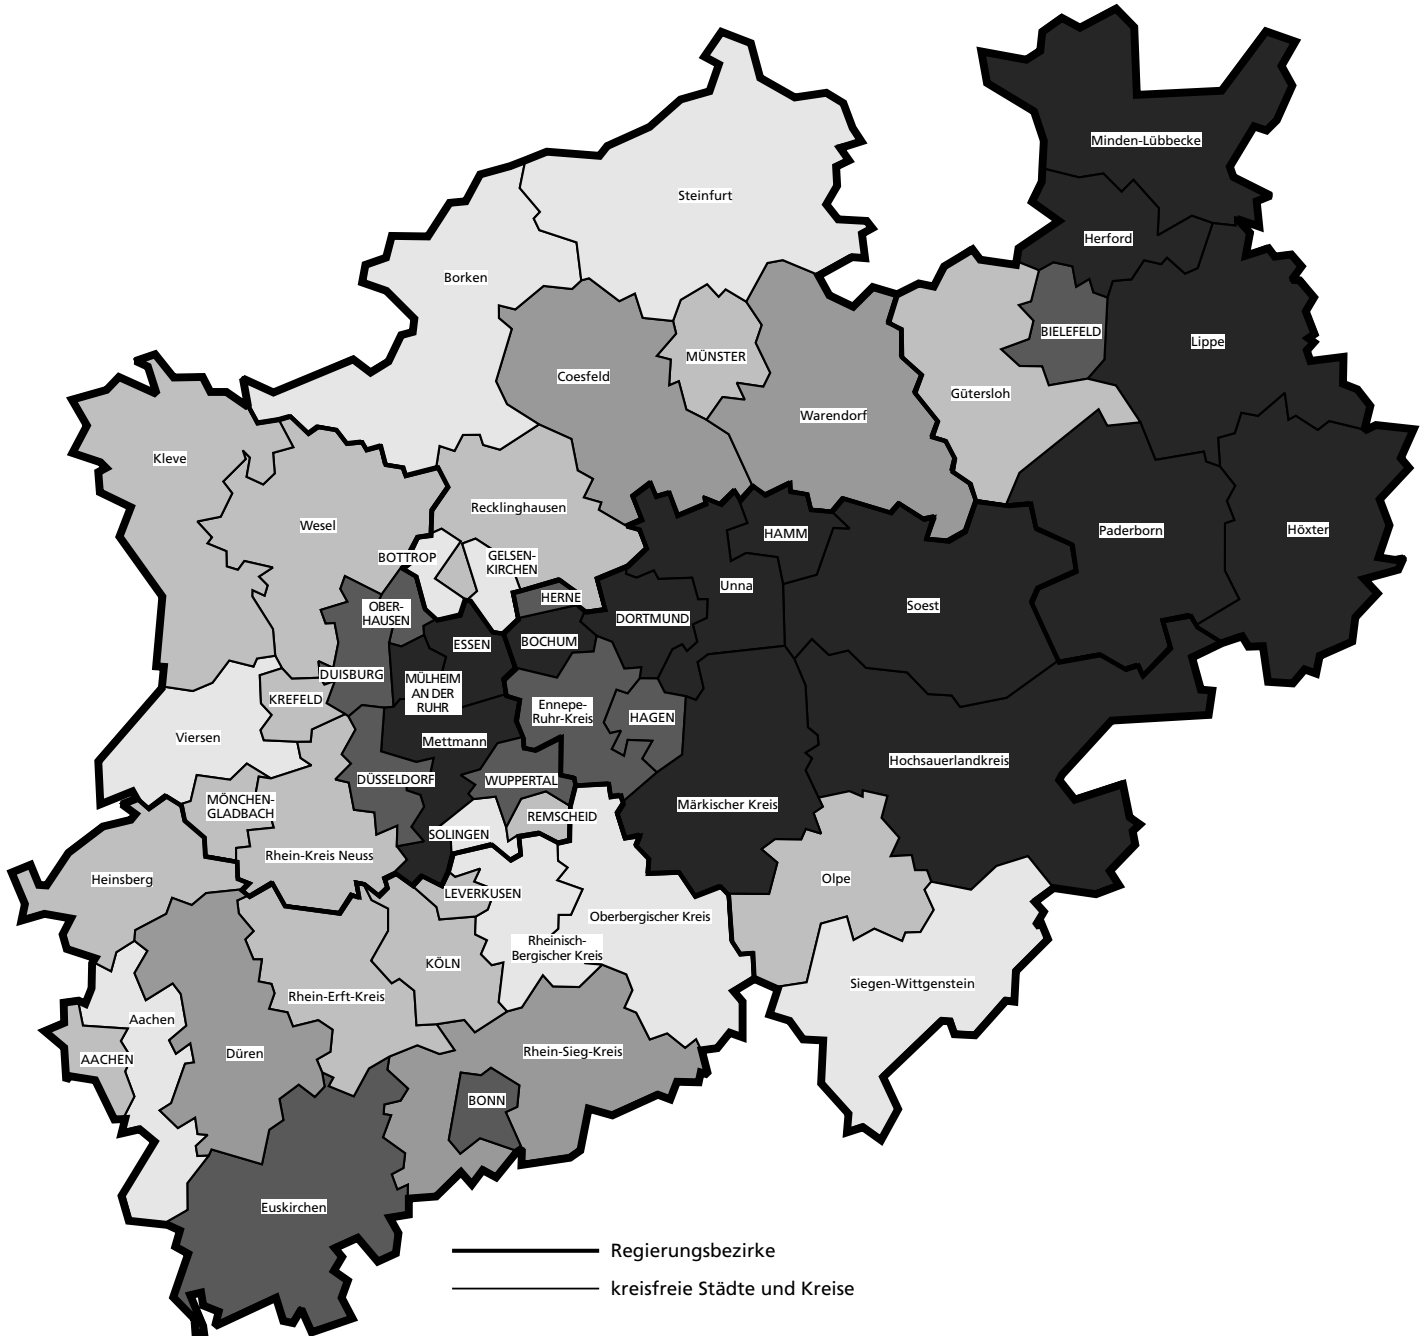 Minden-Lübbecke
Steinfurt
Herford
Borken
BIELEFELD
Lippe
MÜNSTER
Coesfeld
Gütersloh
Warendorf
Kleve
Recklinghausen
Wesel
Paderborn
Höxter
HAMM
BOTTROP
GELSEN-
KIRCHEN
Unna
HERNE
Soest
OBER-
HAUSEN
DORTMUND
ESSEN
BOCHUM
DUISBURG
MÜLHEIM
AN DER
RUHR
KREFELD
Ennepe-
Ruhr-Kreis
HAGEN
Viersen
Mettmann
Hochsauerlandkreis
DÜSSELDORF
WUPPERTAL
MÖNCHEN-
GLADBACH
Märkischer Kreis
REMSCHEID
SOLINGEN
Rhein-Kreis Neuss
Heinsberg
Olpe
LEVERKUSEN
Oberbergischer Kreis
Rheinisch-
Bergischer Kreis
KÖLN
Siegen-Wittgenstein
Rhein-Erft-Kreis
Aachen
Rhein-Sieg-Kreis
Düren
AACHEN
BONN
Euskirchen
Regierungsbezirke
kreisfreie Städte und Kreise